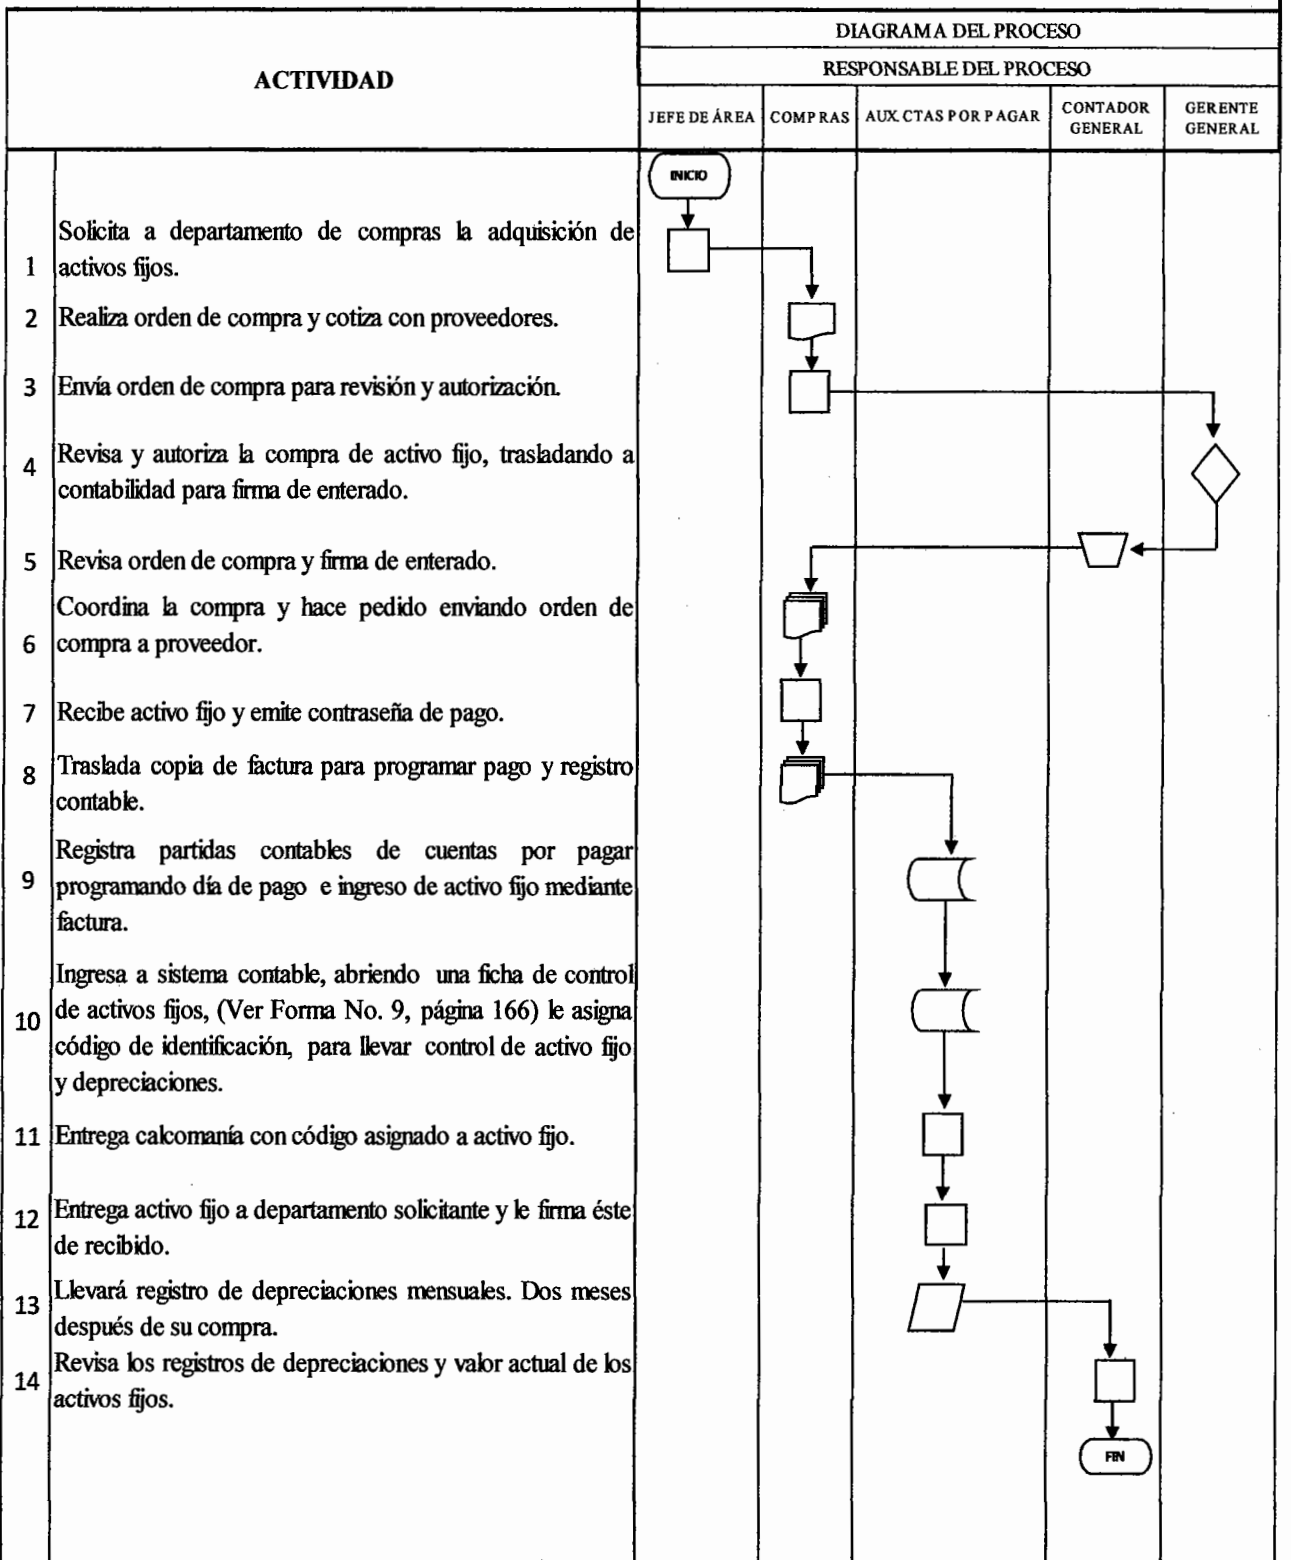 DIAGRAMA DEL PROCESO
ACTIVIDAD
RESPONSABLE DEL PROCESO
JEFE DE ÁREA
COMPRAS
AUX. CTAS POR PAGAR
CONTADOR
GENERAL
GERENTE
GENERAL
INICIO
1
Solicita a departamento de compras la adquisición de
activos fijos.
2
Realiza orden de compra y cotiza con proveedores.
3
Envía orden de compra para revisión y autorización.
4
Revisa y autoriza la compra de activo fijo, trasladando a
contabilidad para firma de enterado.
5
Revisa orden de compra y firma de enterado.
6
Coordina la compra y hace pedido enviando orden de
compra a proveedor.
7
Recibe activo fijo y emite contraseña de pago.
8
Traslada copia de factura para programar pago y registro
contable.
9
Registra partidas contables de cuentas por pagar
programando día de pago e ingreso de activo fijo mediante
factura.
10
Ingresa a sistema contable, abriendo una ficha de control
de activos fijos, (Ver Forma No. 9, página 166) le asigna
código de identificación, para llevar control de activo fijo
y depreciaciones.
11
Entrega calcomanía con código asignado a activo fijo.
12
Entrega activo fijo a departamento solicitante y le firma éste
de recibido.
13
Llevará registro de depreciaciones mensuales. Dos meses
después de su compra.
14
Revisa los registros de depreciaciones y valor actual de los
activos fijos.
FIN